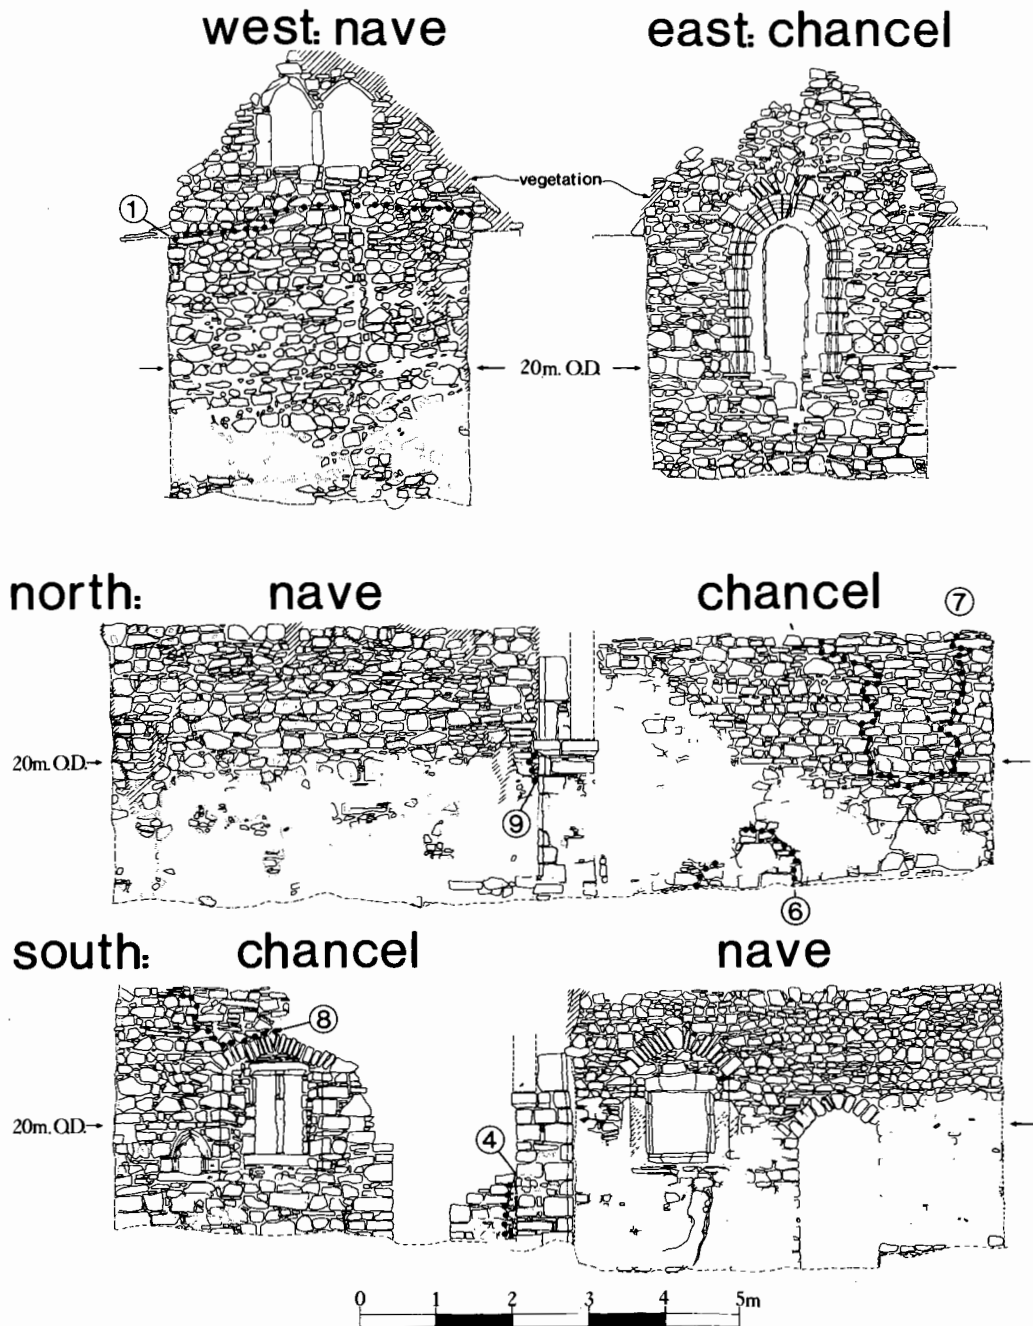 west: nave
east: chancel
①
vegetation
20m. O.D.
north: nave chancel
⑦
20m. O.D.
⑨
⑥
south: chancel nave
⑧
20m. O.D.
④
0 1 2 3 4 5m